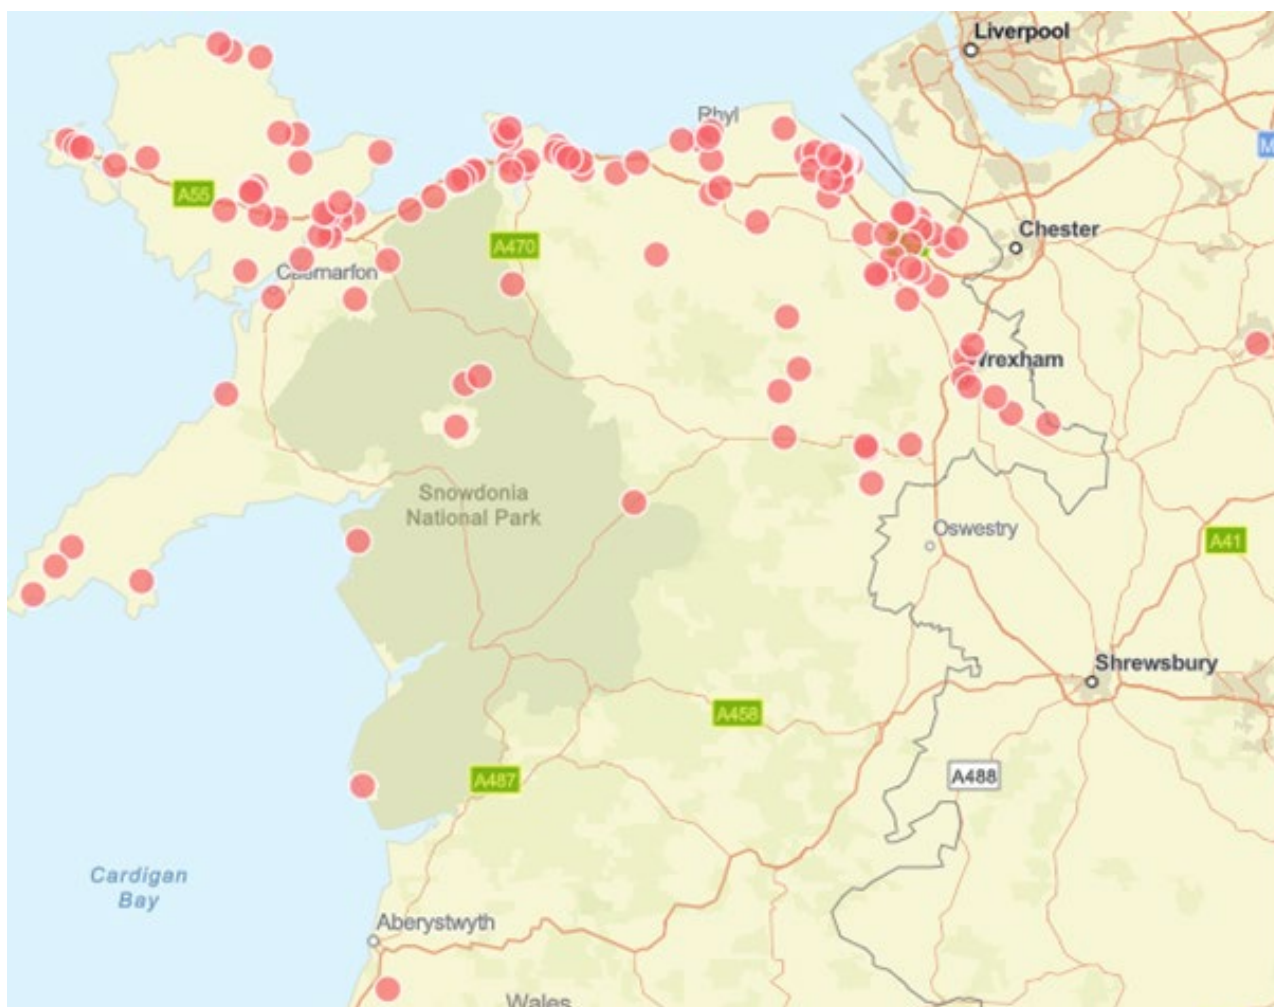 Liverpool
Rhyl
M
A55
Chester
A470
Caernarfon
Wrexham
Snowdonia
National Park
Oswestry
A41
Shrewsbury
A458
A487
A488
Cardigan
Bay
Aberystwyth
Wales